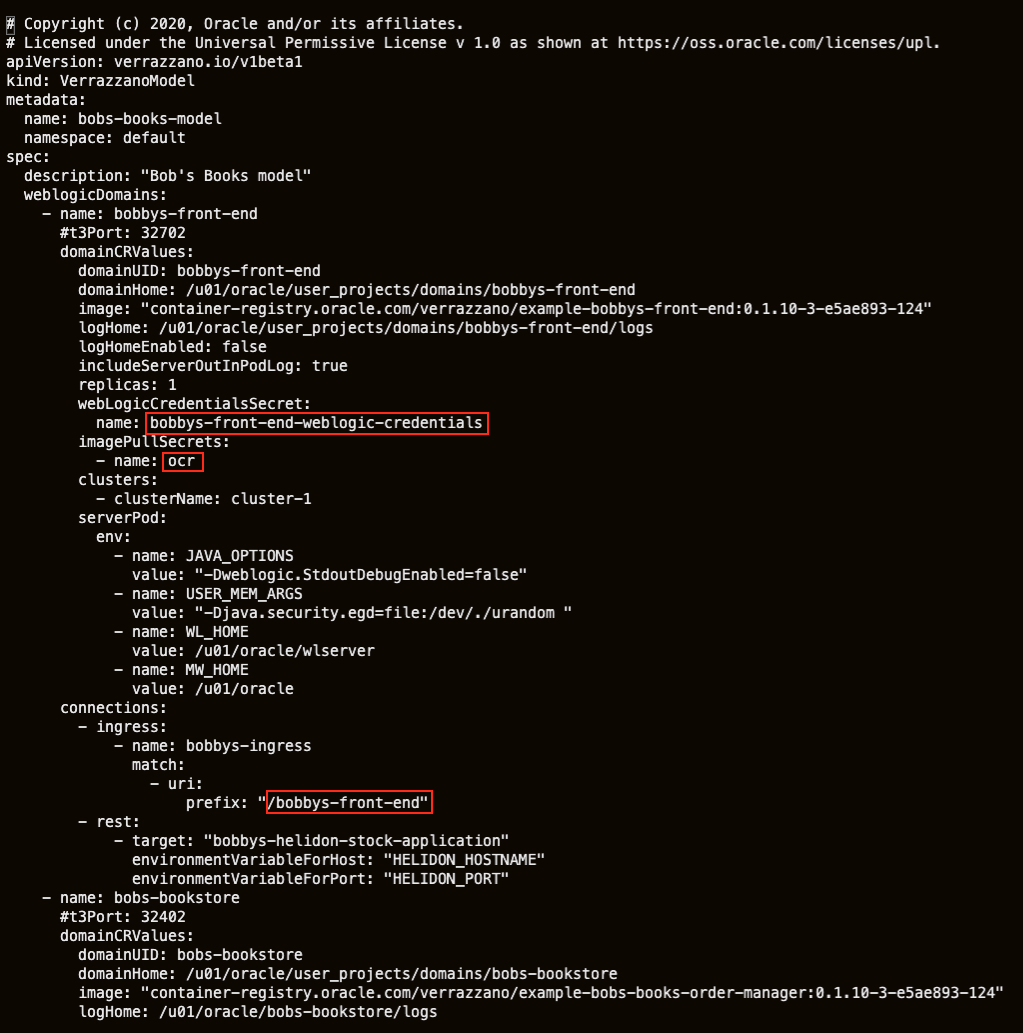 # Copyright (c) 2020, Oracle and/or its affiliates.
# Licensed under the Universal Permissive License v 1.0 as shown at https://oss.oracle.com/licenses/upl.
apiVersion: verrazzano.io/v1beta1
kind: VerrazzanoModel
metadata:
  name: bobs-books-model
  namespace: default
spec:
  description: "Bob's Books model"
  weblogicDomains:
    - name: bobbys-front-end
      #t3Port: 32702
      domainCRValues:
        domainUID: bobbys-front-end
        domainHome: /u01/oracle/user_projects/domains/bobbys-front-end
        image: "container-registry.oracle.com/verrazzano/example-bobbys-front-end:0.1.10-3-e5ae893-124"
        logHome: /u01/oracle/user_projects/domains/bobbys-front-end/logs
        logHomeEnabled: false
        includeServerOutInPodLog: true
        replicas: 1
        webLogicCredentialsSecret:
          name: bobbys-front-end-weblogic-credentials
        imagePullSecrets:
          - name: ocr
        clusters:
          - clusterName: cluster-1
        serverPod:
          env:
            - name: JAVA_OPTIONS
              value: "-Dweblogic.StdoutDebugEnabled=false"
            - name: USER_MEM_ARGS
              value: "-Djava.security.egd=file:/dev/./urandom "
            - name: WL_HOME
              value: /u01/oracle/wlserver
            - name: MW_HOME
              value: /u01/oracle
      connections:
        - ingress:
            - name: bobbys-ingress
              match:
                - uri:
                    prefix: "/bobbys-front-end"
        - rest:
            - target: "bobbys-helidon-stock-application"
              environmentVariableForHost: "HELIDON_HOSTNAME"
              environmentVariableForPort: "HELIDON_PORT"
    - name: bobs-bookstore
      #t3Port: 32402
      domainCRValues:
        domainUID: bobs-bookstore
        domainHome: /u01/oracle/user_projects/domains/bobs-bookstore
        image: "container-registry.oracle.com/verrazzano/example-bobs-books-order-manager:0.1.10-3-e5ae893-124"
        logHome: /u01/oracle/bobs-bookstore/logs